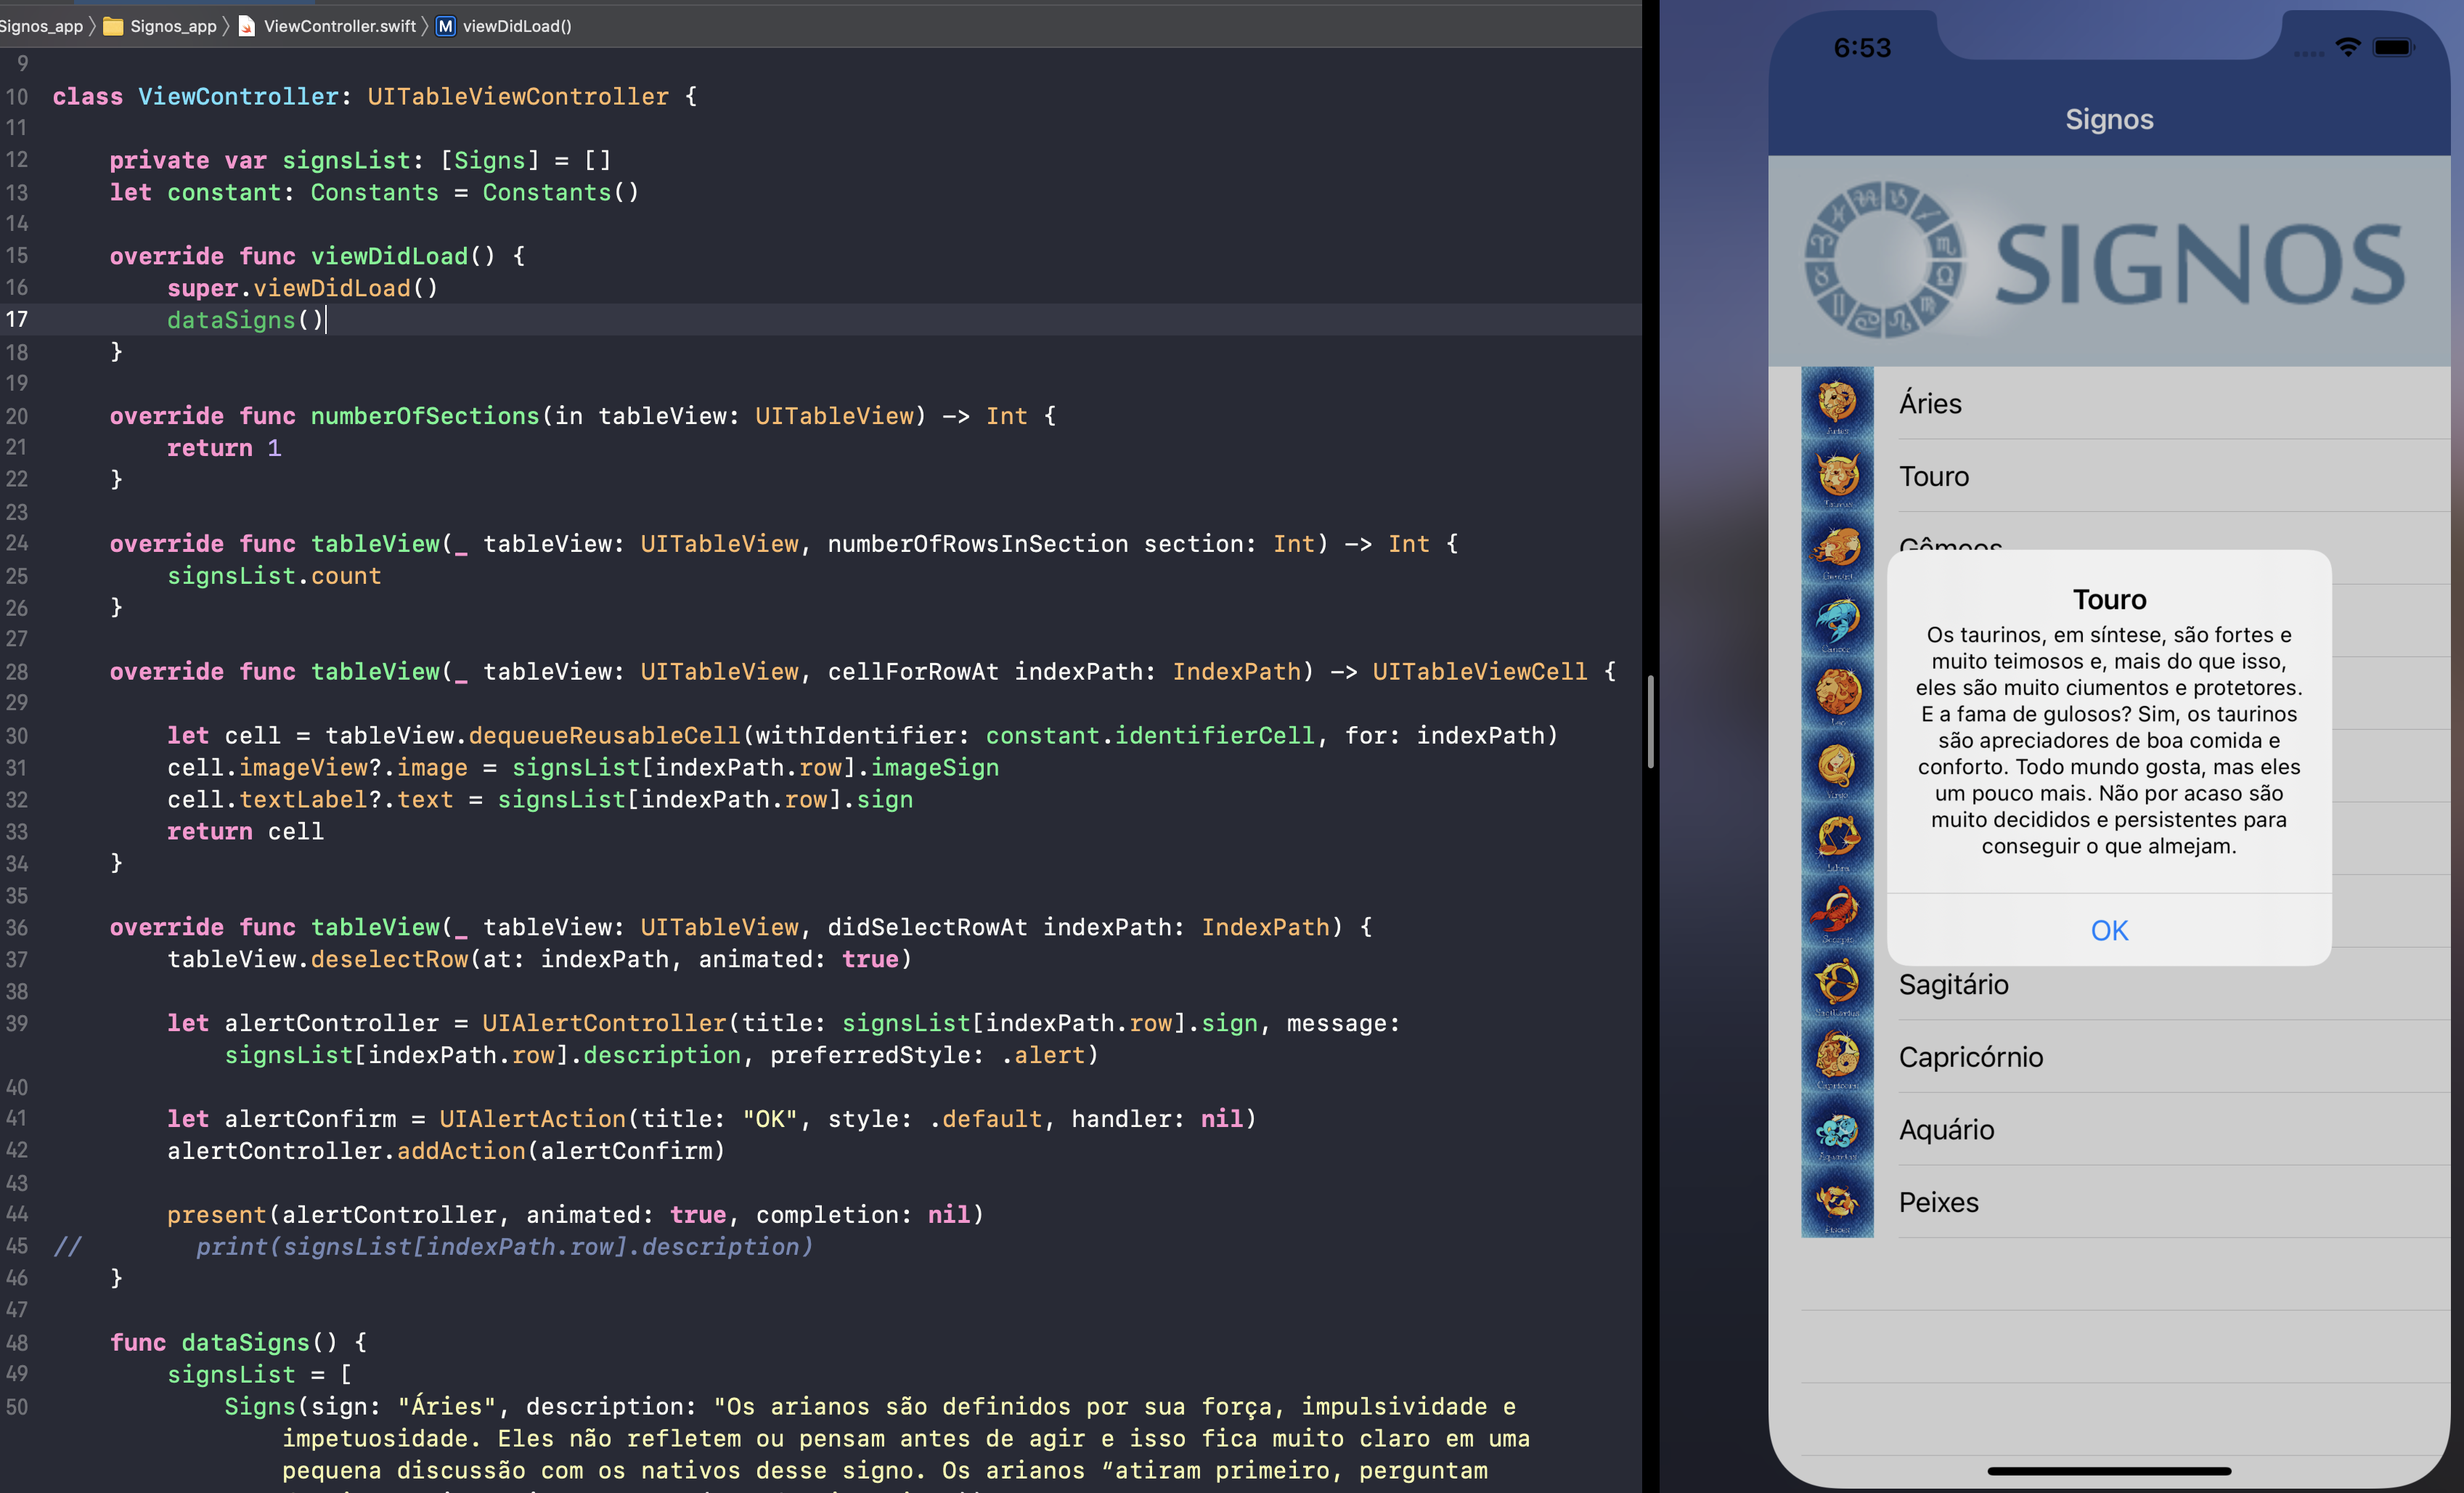 Signos_app
Signos_app
ViewController.swift
M
viewDidLoad()
9
10 class ViewController: UITableViewController {
11
12 private var signsList: [Signs] = []
13 let constant: Constants = Constants()
14
15 override func viewDidLoad() {
16 super.viewDidLoad()
17 dataSigns()
18 }
19
20 override func numberOfSections(in tableView: UITableView) -> Int {
21 return 1
22 }
23
24 override func tableView(_ tableView: UITableView, numberOfRowsInSection section: Int) -> Int {
25 signsList.count
26 }
27
28 override func tableView(_ tableView: UITableView, cellForRowAt indexPath: IndexPath) -> UITableViewCell {
29
30 let cell = tableView.dequeueReusableCell(withIdentifier: constant.identifierCell, for: indexPath)
31 cell.imageView?.image = signsList[indexPath.row].imageSign
32 cell.textLabel?.text = signsList[indexPath.row].sign
33 return cell
34 }
35
36 override func tableView(_ tableView: UITableView, didSelectRowAt indexPath: IndexPath) {
37 tableView.deselectRow(at: indexPath, animated: true)
38
39 let alertController = UIAlertController(title: signsList[indexPath.row].sign, message:
signsList[indexPath.row].description, preferredStyle: .alert)
40
41 let alertConfirm = UIAlertAction(title: "OK", style: .default, handler: nil)
42 alertController.addAction(alertConfirm)
43
44 present(alertController, animated: true, completion: nil)
45 // print(signsList[indexPath.row].description)
46 }
47
48 func dataSigns() {
49 signsList = [
50 Signs(sign: "Áries", description: "Os arianos são definidos por sua força, impulsividade e
impetuosidade. Eles não refletem ou pensam antes de agir e isso fica muito claro em uma
pequena discussão com os nativos desse signo. Os arianos “atiram primeiro, perguntam
6:53
Signos
SIGNOS
Áries
Touro
Gêmeos
Touro
Os taurinos, em síntese, são fortes e
muito teimosos e, mais do que isso,
eles são muito ciumentos e protetores.
E a fama de gulosos? Sim, os taurinos
são apreciadores de boa comida e
conforto. Todo mundo gosta, mas eles
um pouco mais. Não por acaso são
muito decididos e persistentes para
conseguir o que almejam.
OK
Sagitário
Capricórnio
Aquário
Peixes